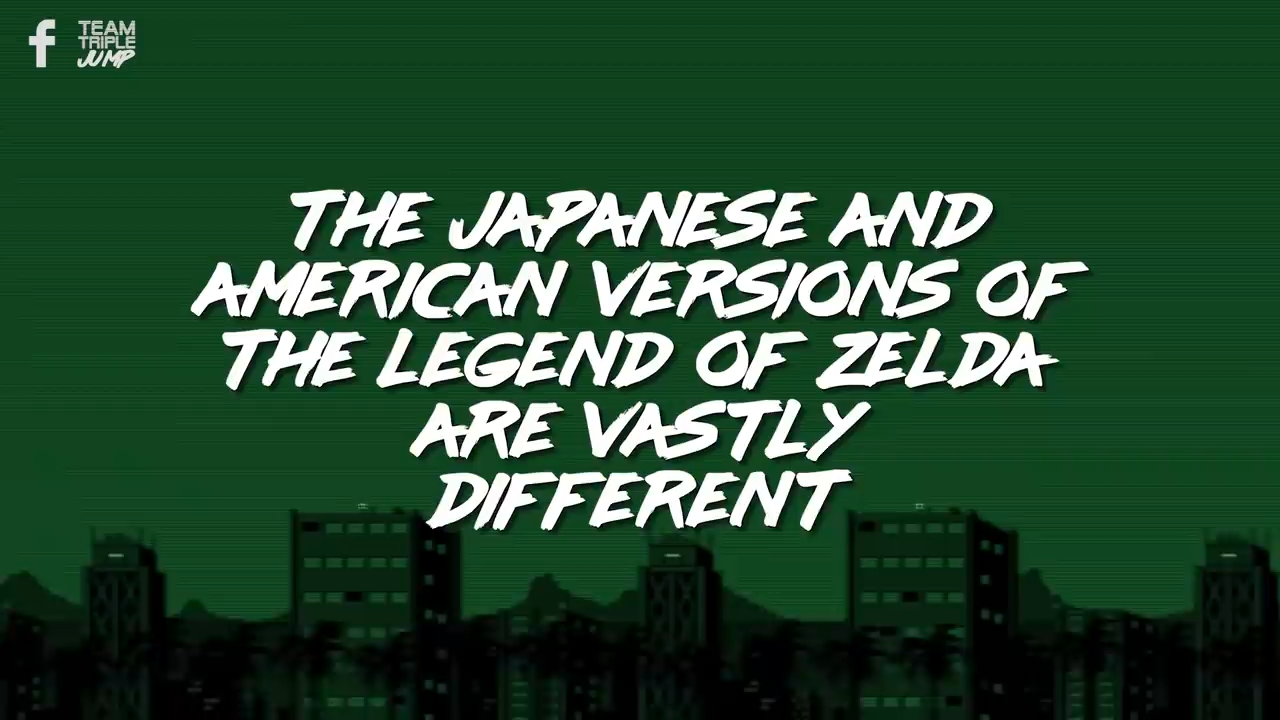 f
TEAM
TRIPLE
JUMP
THE JAPANESE AND
AMERICAN VERSIONS OF
THE LEGEND OF ZELDA
ARE VASTLY
DIFFERENT